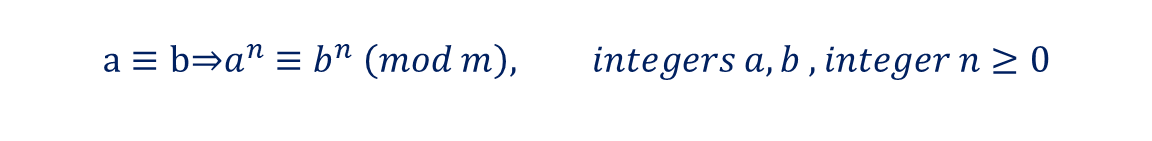 a ≡ b⇒aⁿ ≡ bⁿ (mod m), integers a, b , integer n ≥ 0